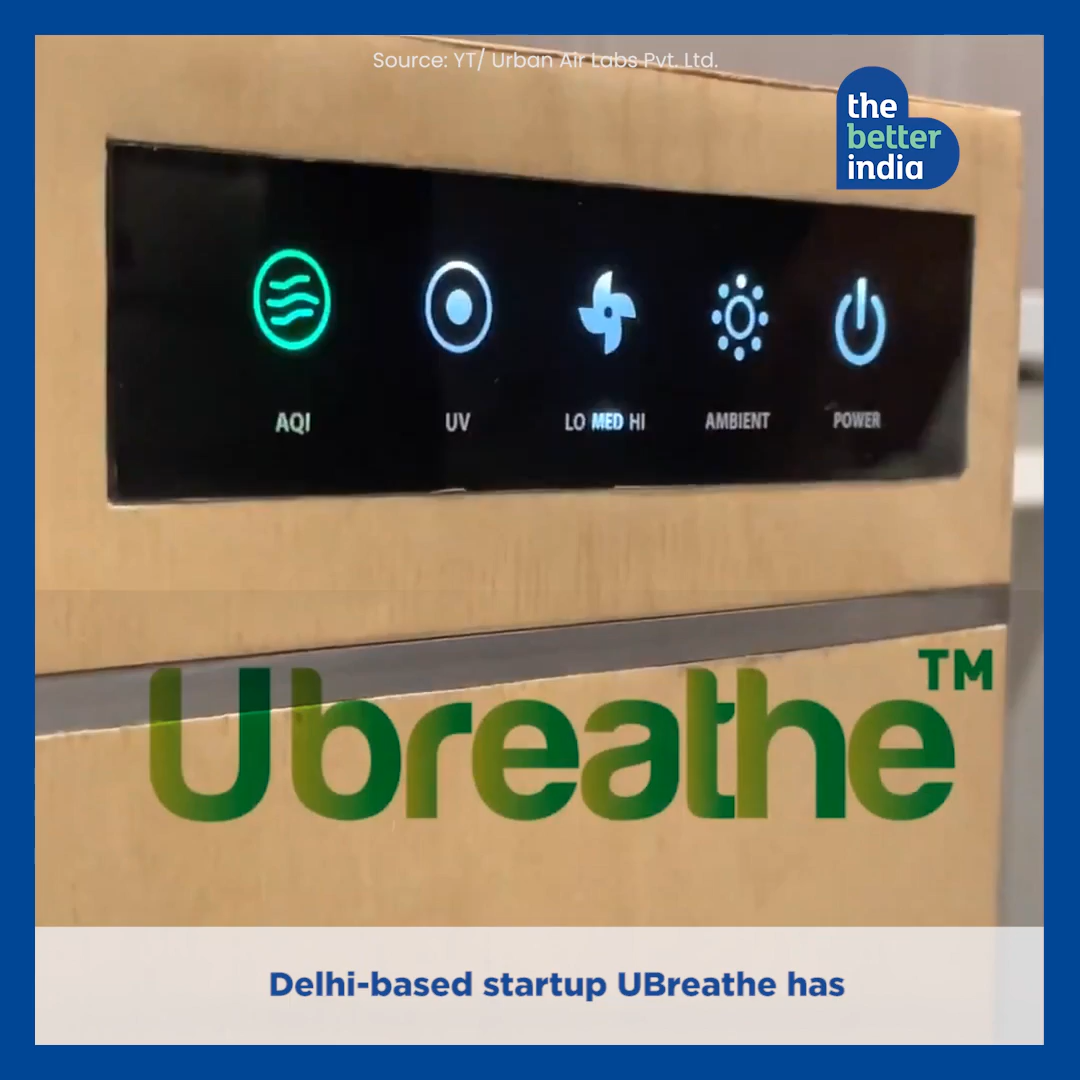 Source: YT/ Urban Air Labs Pvt. Ltd.
the
better
india
AQI
UV
LO MED HI
AMBIENT
POWER
Ubreathe™
Delhi-based startup UBreathe has